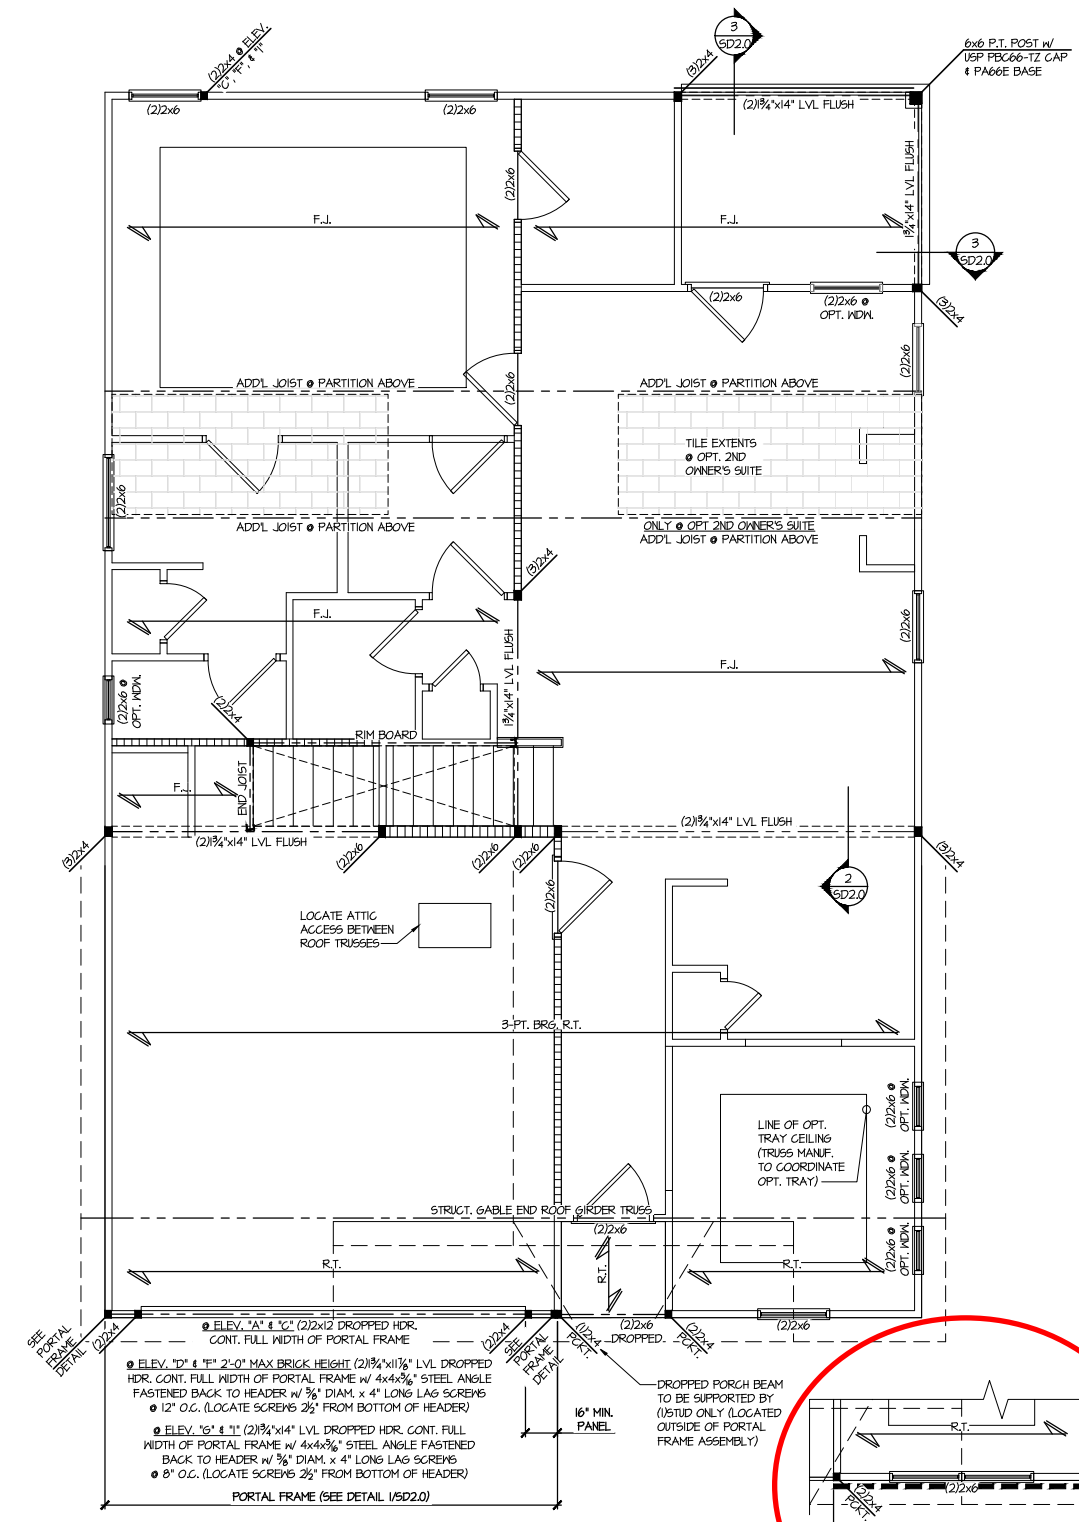 (2)2x4 @ ELEV.
"C", "F", & "I"
3
SD2.0
(3)2x4
6x6 P.T. POST W/
USP PBC66-TZ CAP
& PA66E BASE
(2)2x6
(2)2x6
(2)1¾"x14" LVL FLUSH
1¾"x14" LVL FLUSH
(2)2x6
F.J.
F.J.
3
SD2.0
(2)2x6
(2)2x6 @
OPT. WDW.
(3)2x4
(2)2x6
ADD'L JOIST @ PARTITION ABOVE
(2)2x6
ADD'L JOIST @ PARTITION ABOVE
TILE EXTENTS
@ OPT. 2ND
OWNER'S SUITE
(2)2x6
ADD'L JOIST @ PARTITION ABOVE
ONLY @ OPT 2ND OWNER'S SUITE
ADD'L JOIST @ PARTITION ABOVE
(3)2x4
F.J.
(2)2x6
F.J.
1¾"x14" LVL FLUSH
(2)2x6 @
OPT. WDW.
(2)2x4
RIM BOARD
END JOIST
F.J.
(2)1¾"x14" LVL FLUSH
(2)1¾"x14" LVL FLUSH
(3)2x4
(2)2x6
(2)2x6
(2)2x6
(3)2x4
2
SD2.0
(2)2x6
LOCATE ATTIC
ACCESS BETWEEN
ROOF TRUSSES
3-PT. BRG. R.T.
(2)2x6 @
OPT. WDW.
LINE OF OPT.
TRAY CEILING
(TRUSS MANUF.
TO COORDINATE
OPT. TRAY)
(2)2x6 @
OPT. WDW.
STRUCT. GABLE END ROOF GIRDER TRUSS
(2)2x6
(2)2x6 @
OPT. WDW.
R.T.
R.T.
R.T.
SEE
PORTAL
FRAME
DETAIL
(2)2x4
@ ELEV. "A" & "C" (2)2x12 DROPPED HDR.
CONT. FULL WIDTH OF PORTAL FRAME
(2)2x4
SEE
PORTAL
FRAME
DETAIL
(1)2x4
PCKT.
(2)2x6
DROPPED
(2)2x4
PCKT.
(2)2x6
@ ELEV. "D" & "F" 2'-0" MAX BRICK HEIGHT (2)1¾"x11⅞" LVL DROPPED
HDR. CONT. FULL WIDTH OF PORTAL FRAME W/ 4x4x5/16" STEEL ANGLE
FASTENED BACK TO HEADER W/ ⅝" DIAM. x 4" LONG LAG SCREWS
@ 12" O.C. (LOCATE SCREWS 2½" FROM BOTTOM OF HEADER)
@ ELEV. "G" & "I" (2)1¾"x14" LVL DROPPED HDR. CONT. FULL
WIDTH OF PORTAL FRAME W/ 4x4x5/16" STEEL ANGLE FASTENED
BACK TO HEADER W/ ⅝" DIAM. x 4" LONG LAG SCREWS
@ 8" O.C. (LOCATE SCREWS 2½" FROM BOTTOM OF HEADER)
16" MIN.
PANEL
DROPPED PORCH BEAM
TO BE SUPPORTED BY
(1)STUD ONLY (LOCATED
OUTSIDE OF PORTAL
FRAME ASSEMBLY)
PORTAL FRAME (SEE DETAIL 1/SD2.0)
R.T.
(2)2x6
(2)2x4
PCKT.